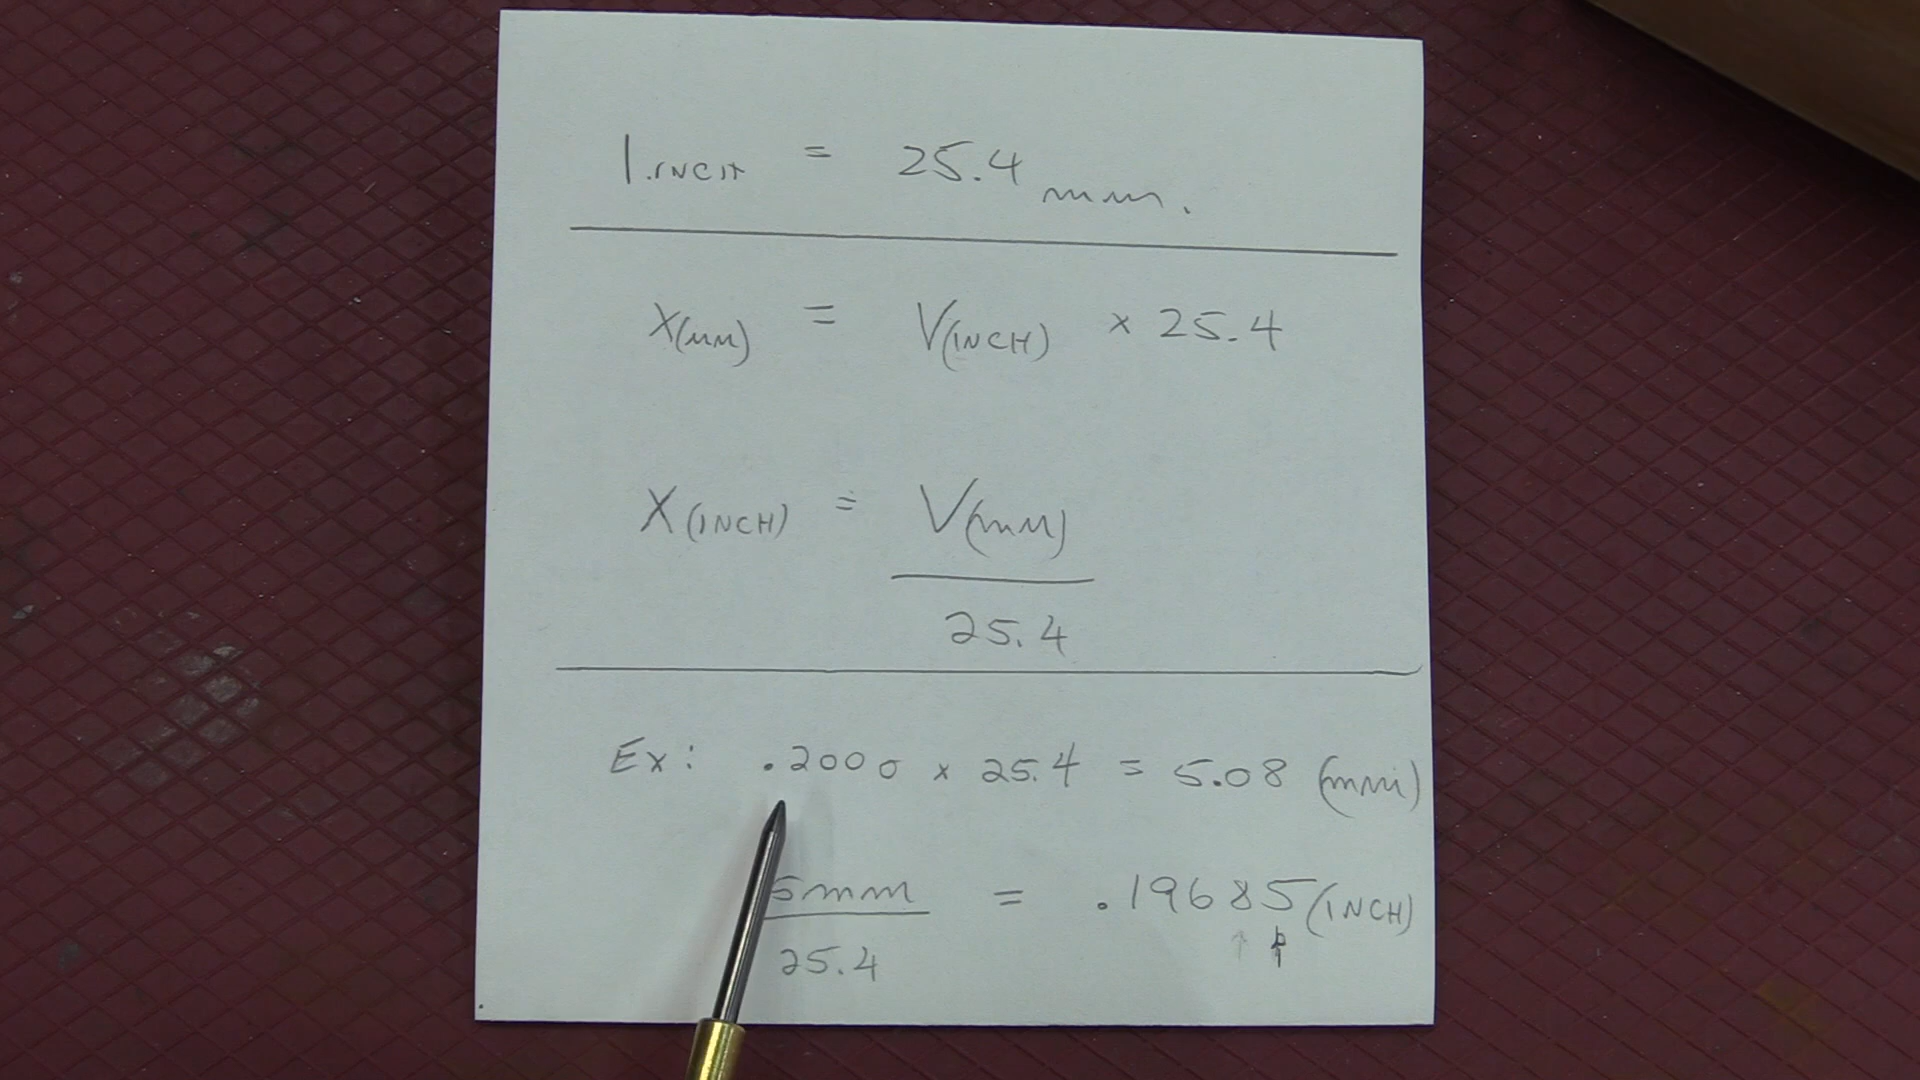 1.INCH = 25.4 mm.
X(MM) = V(INCH) × 25.4
X(INCH) = V(mm)
25.4
Ex: .2000 × 25.4 = 5.08 (mm)
5mm = .19685 (INCH)
25.4